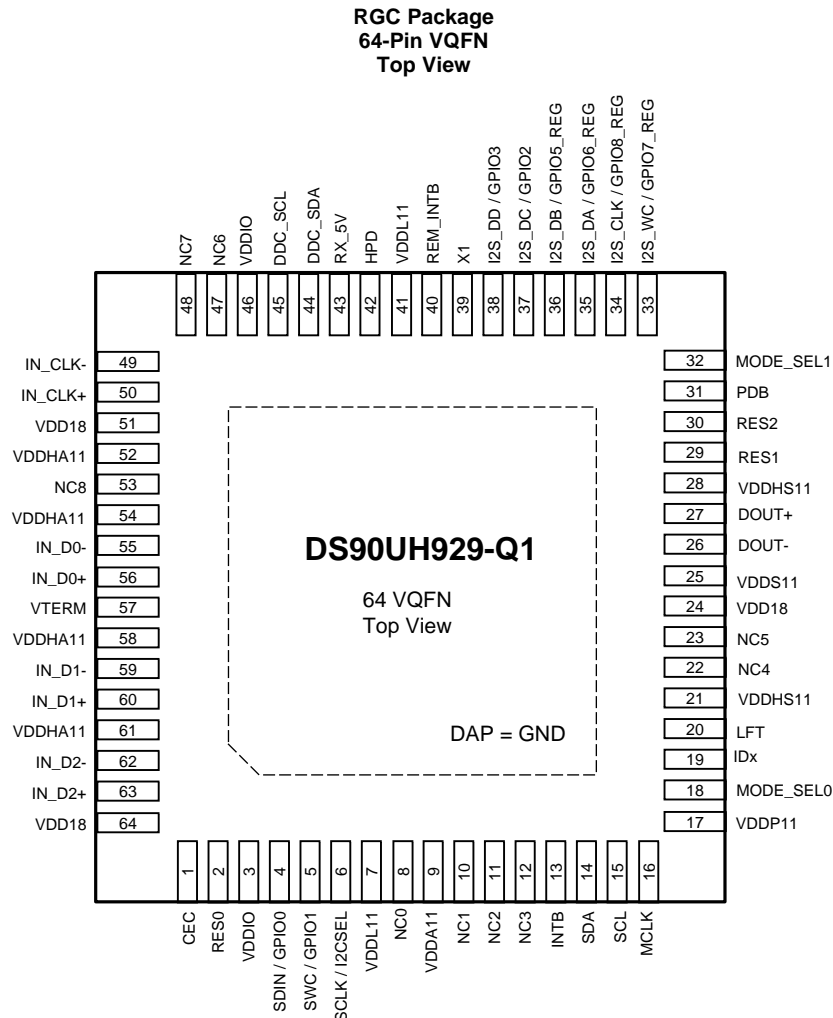 RGC Package
64-Pin VQFN
Top View
NC7
NC6
VDDIO
DDC_SCL
DDC_SDA
RX_5V
HPD
VDDL11
REM_INTB
X1
I2S_DD / GPIO3
I2S_DC / GPIO2
I2S_DB / GPIO5_REG
I2S_DA / GPIO6_REG
I2S_CLK / GPIO8_REG
I2S_WC / GPIO7_REG
48
47
46
45
44
43
42
41
40
39
38
37
36
35
34
33
IN_CLK- 49
IN_CLK+ 50
VDD18 51
VDDHA11 52
NC8 53
VDDHA11 54
IN_D0- 55
IN_D0+ 56
VTERM 57
VDDHA11 58
IN_D1- 59
IN_D1+ 60
VDDHA11 61
IN_D2- 62
IN_D2+ 63
VDD18 64
DS90UH929-Q1
64 VQFN
Top View
DAP = GND
32 MODE_SEL1
31 PDB
30 RES2
29 RES1
28 VDDHS11
27 DOUT+
26 DOUT-
25 VDDS11
24 VDD18
23 NC5
22 NC4
21 VDDHS11
20 LFT
19 IDx
18 MODE_SEL0
17 VDDP11
1
2
3
4
5
6
7
8
9
10
11
12
13
14
15
16
CEC
RES0
VDDIO
SDIN / GPIO0
SWC / GPIO1
SCLK / I2CSEL
VDDL11
NC0
VDDA11
NC1
NC2
NC3
INTB
SDA
SCL
MCLK